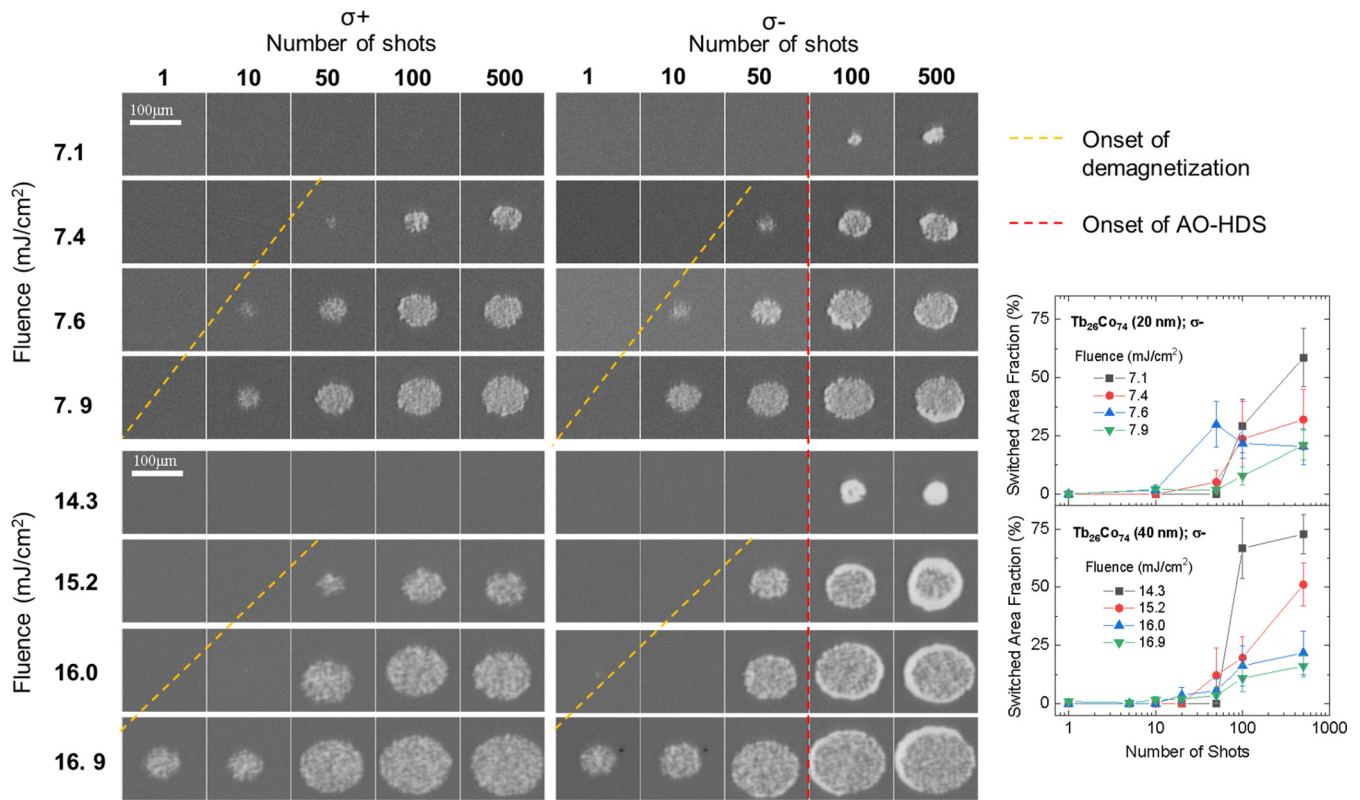 σ+
Number of shots
1 10 50 100 500
σ-
Number of shots
1 10 50 100 500
Fluence (mJ/cm²)
100µm
7.1
7.4
7.6
7. 9
Fluence (mJ/cm²)
100µm
14.3
15.2
16.0
16. 9
Onset of
demagnetization
Onset of AO-HDS
Switched Area Fraction (%)
75
50
25
0
Tb₂₆Co₇₄ (20 nm); σ-
Fluence (mJ/cm²)
7.1
7.4
7.6
7.9
Switched Area Fraction (%)
75
50
25
0
Tb₂₆Co₇₄ (40 nm); σ-
Fluence (mJ/cm²)
14.3
15.2
16.0
16.9
1 10 100 1000
Number of Shots